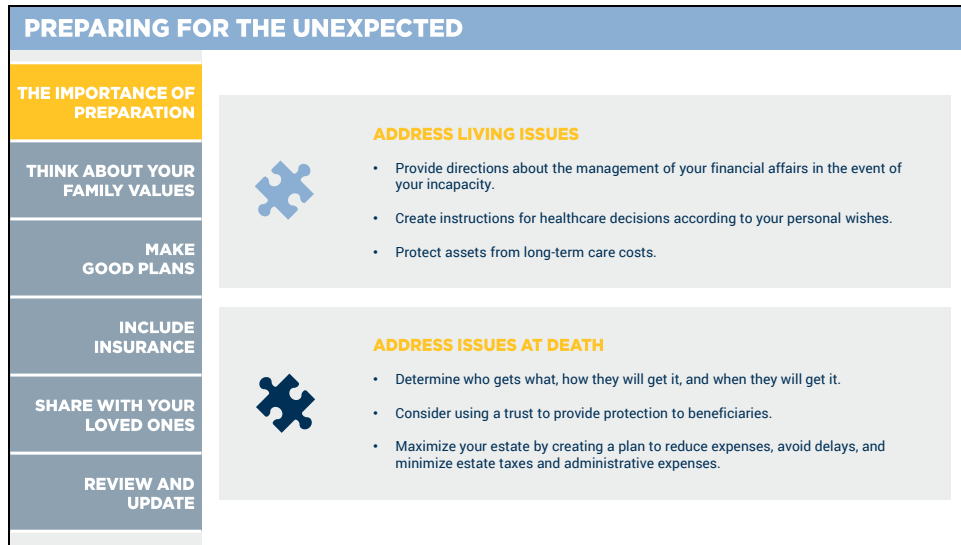 PREPARING FOR THE UNEXPECTED
THE IMPORTANCE OF
PREPARATION
THINK ABOUT YOUR
FAMILY VALUES
MAKE
GOOD PLANS
INCLUDE
INSURANCE
SHARE WITH YOUR
LOVED ONES
REVIEW AND
UPDATE
ADDRESS LIVING ISSUES
• Provide directions about the management of your financial affairs in the event of
your incapacity.
• Create instructions for healthcare decisions according to your personal wishes.
• Protect assets from long-term care costs.
ADDRESS ISSUES AT DEATH
• Determine who gets what, how they will get it, and when they will get it.
• Consider using a trust to provide protection to beneficiaries.
• Maximize your estate by creating a plan to reduce expenses, avoid delays, and
minimize estate taxes and administrative expenses.